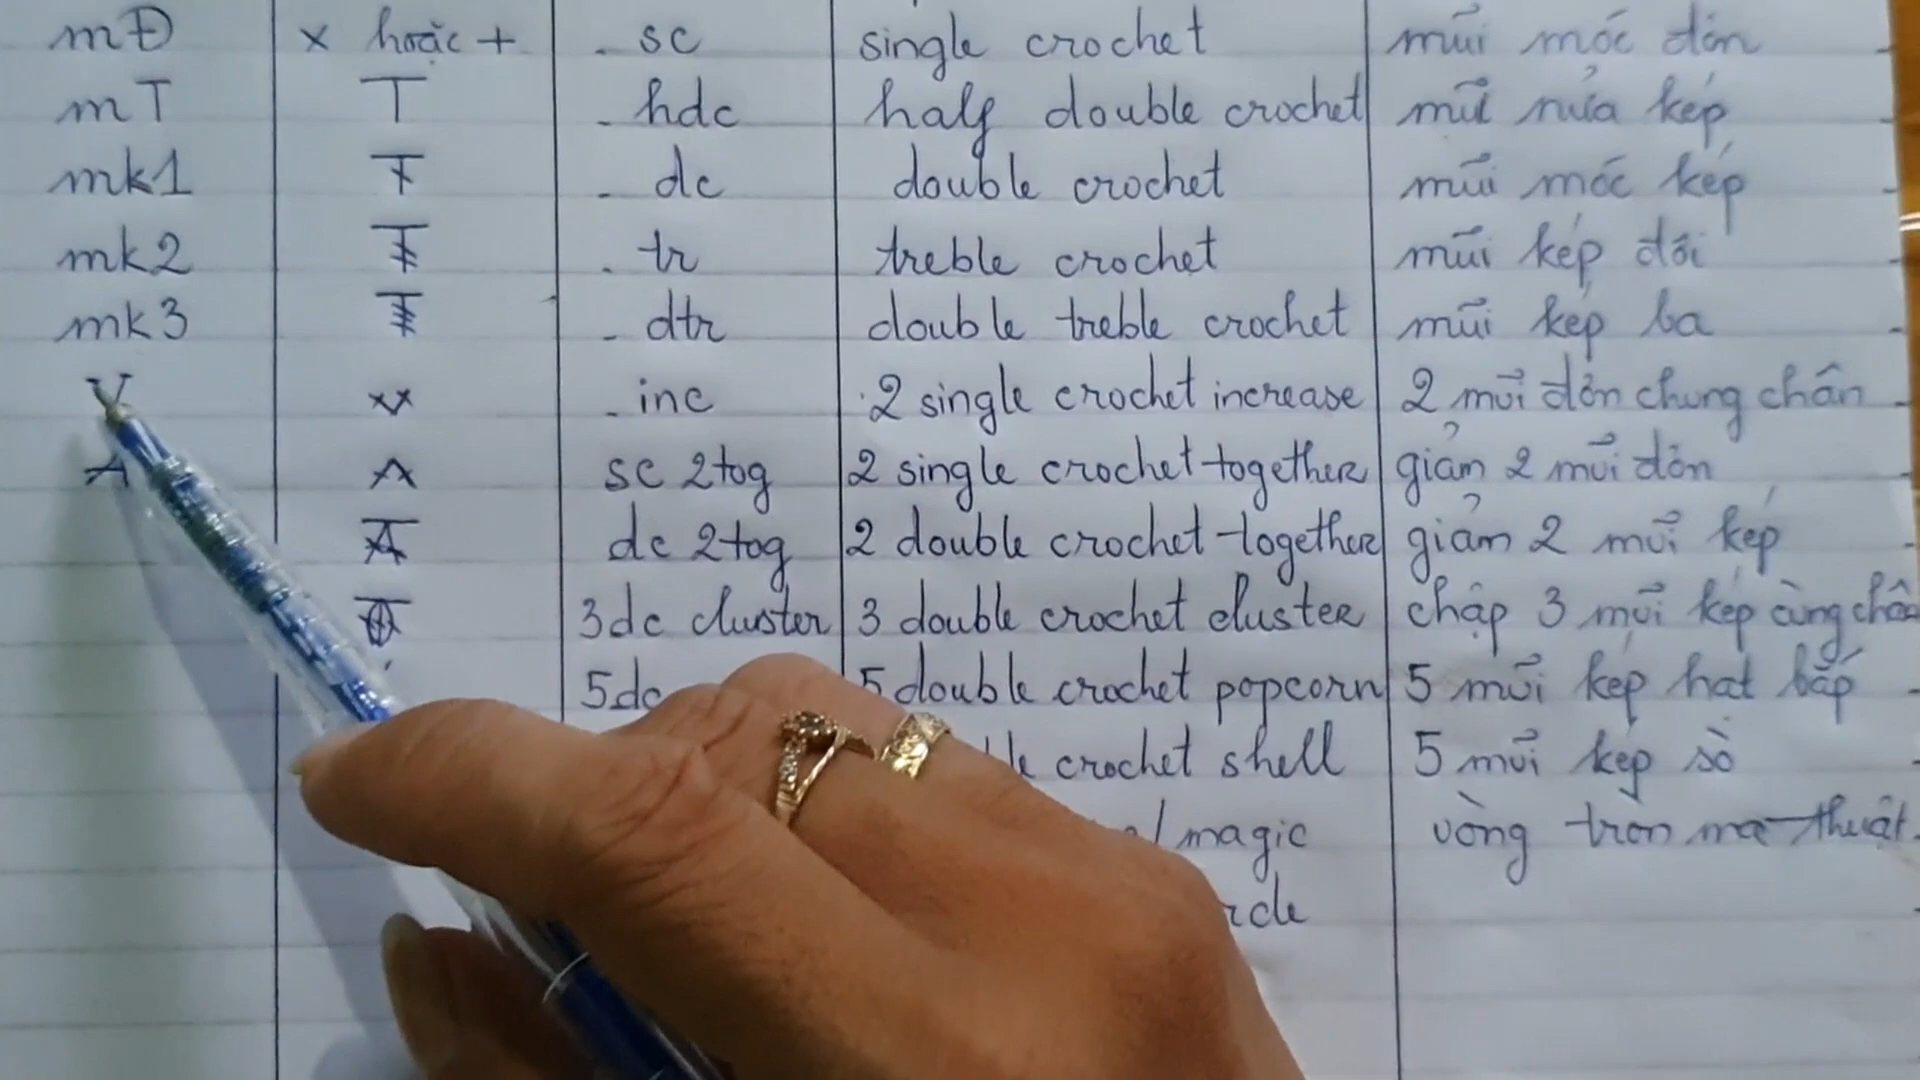 mĐ x hoặc + - sc single crochet mũi móc đơn
mT T - hdc half double crochet mũi nửa kép
mk1 - dc double crochet mũi móc kép
mk2 - tr treble crochet mũi kép đôi
mk3 - dtr double treble crochet mũi kép ba
V - inc 2 single crochet increase 2 mũi đơn chung chân
A sc 2tog 2 single crochet together giảm 2 mũi đơn
dc 2tog 2 double crochet together giảm 2 mũi kép
3dc cluster 3 double crochet cluster chập 3 mũi kép cùng
5dc 5 double crochet popcorn 5 mũi kép hạt bắp
crochet shell 5 mũi kép sò
magic vòng tròn ma thuật